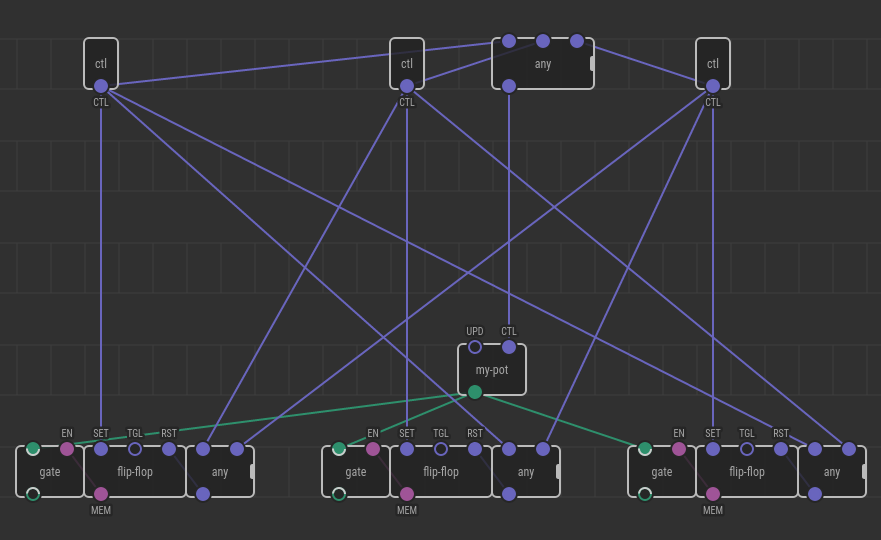 ctl ctl any ctl
CTL CTL CTL
UPD CTL
my-pot
EN SET TGL RST EN SET TGL RST EN SET TGL RST
gate flip-flop any gate flip-flop any gate flip-flop any
MEM MEM MEM